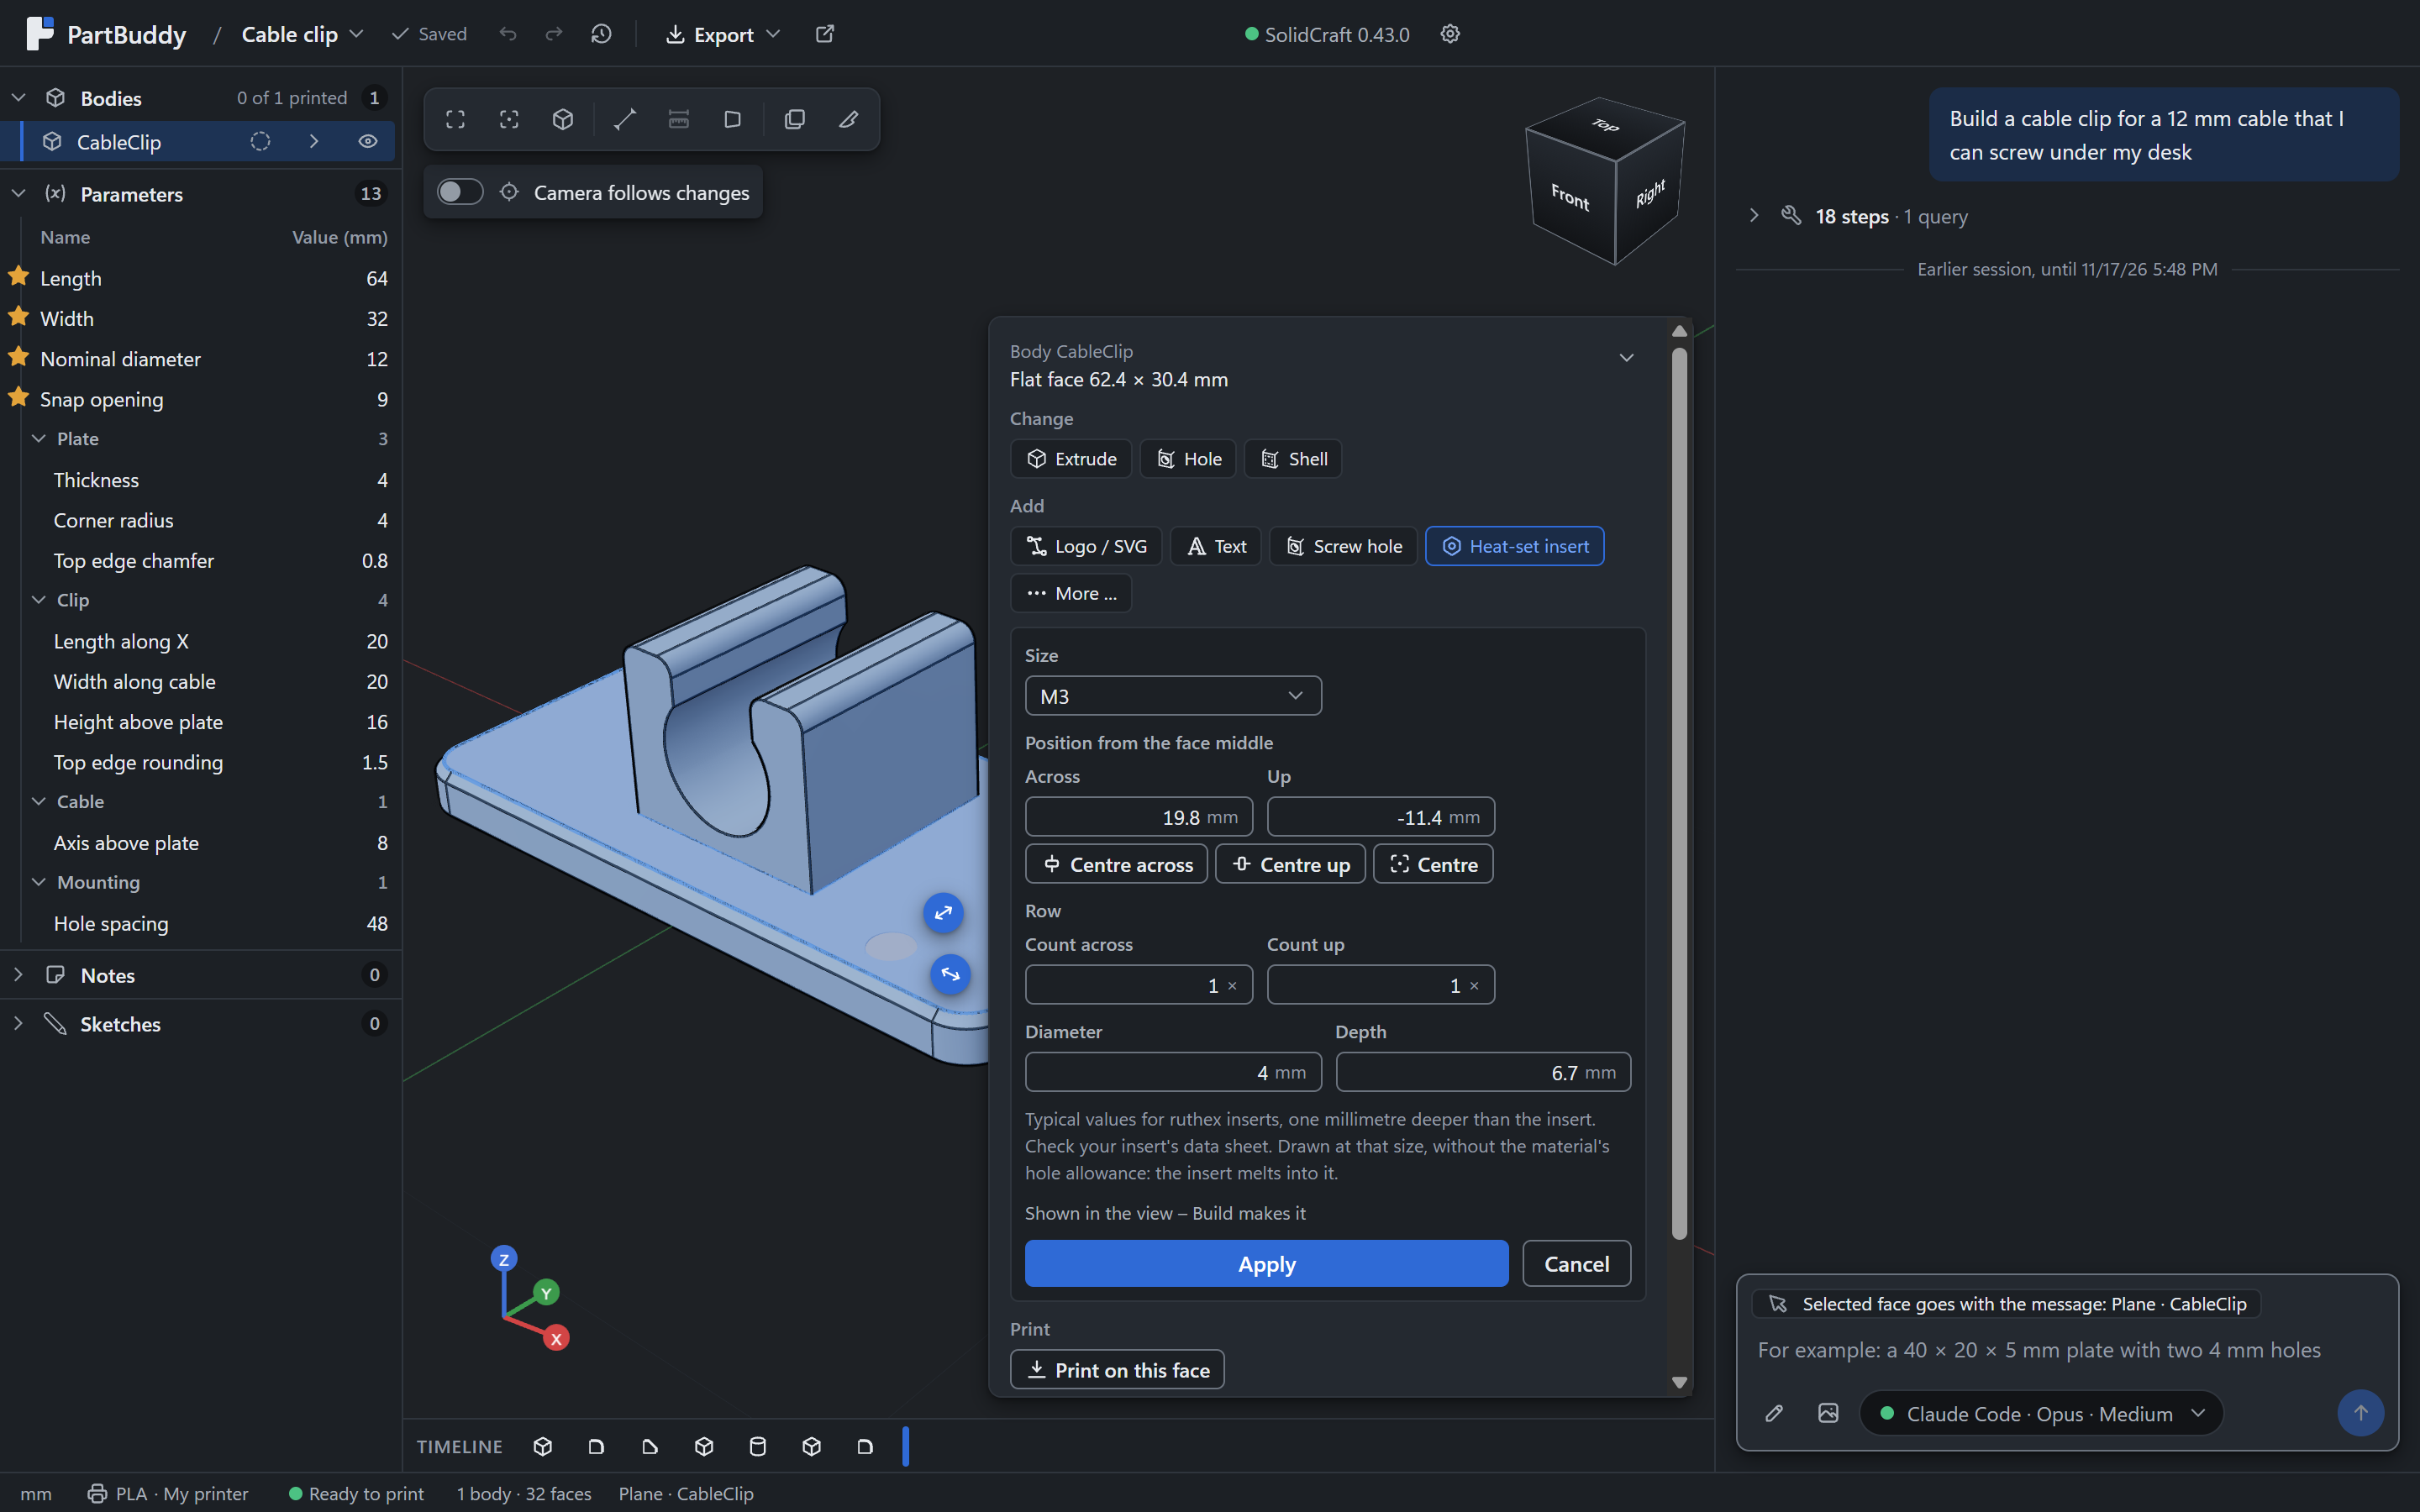 PartBuddy / Cable clip Saved Export SolidCraft 0.43.0
Bodies 0 of 1 printed 1
CableClip
Parameters 13
Name Value (mm)
Length 64
Width 32
Nominal diameter 12
Snap opening 9
Plate 3
Thickness 4
Corner radius 4
Top edge chamfer 0.8
Clip 4
Length along X 20
Width along cable 20
Height above plate 16
Top edge rounding 1.5
Cable 1
Axis above plate 8
Mounting 1
Hole spacing 48
Notes 0
Sketches 0
Camera follows changes
Top
Front
Right
Body CableClip
Flat face 62.4 × 30.4 mm
Change
Extrude Hole Shell
Add
Logo / SVG Text Screw hole Heat-set insert
More ...
Size
M3
Position from the face middle
Across Up
19.8 mm -11.4 mm
Centre across Centre up Centre
Row
Count across Count up
1 × 1 ×
Diameter Depth
4 mm 6.7 mm
Typical values for ruthex inserts, one millimetre deeper than the insert.
Check your insert's data sheet. Drawn at that size, without the material's
hole allowance: the insert melts into it.
Shown in the view – Build makes it
Apply Cancel
Print
Print on this face
Z
Y
X
TIMELINE
Build a cable clip for a 12 mm cable that I
can screw under my desk
18 steps · 1 query
Earlier session, until 11/17/26 5:48 PM
Selected face goes with the message: Plane · CableClip
For example: a 40 × 20 × 5 mm plate with two 4 mm holes
Claude Code · Opus · Medium
mm PLA · My printer Ready to print 1 body · 32 faces Plane · CableClip